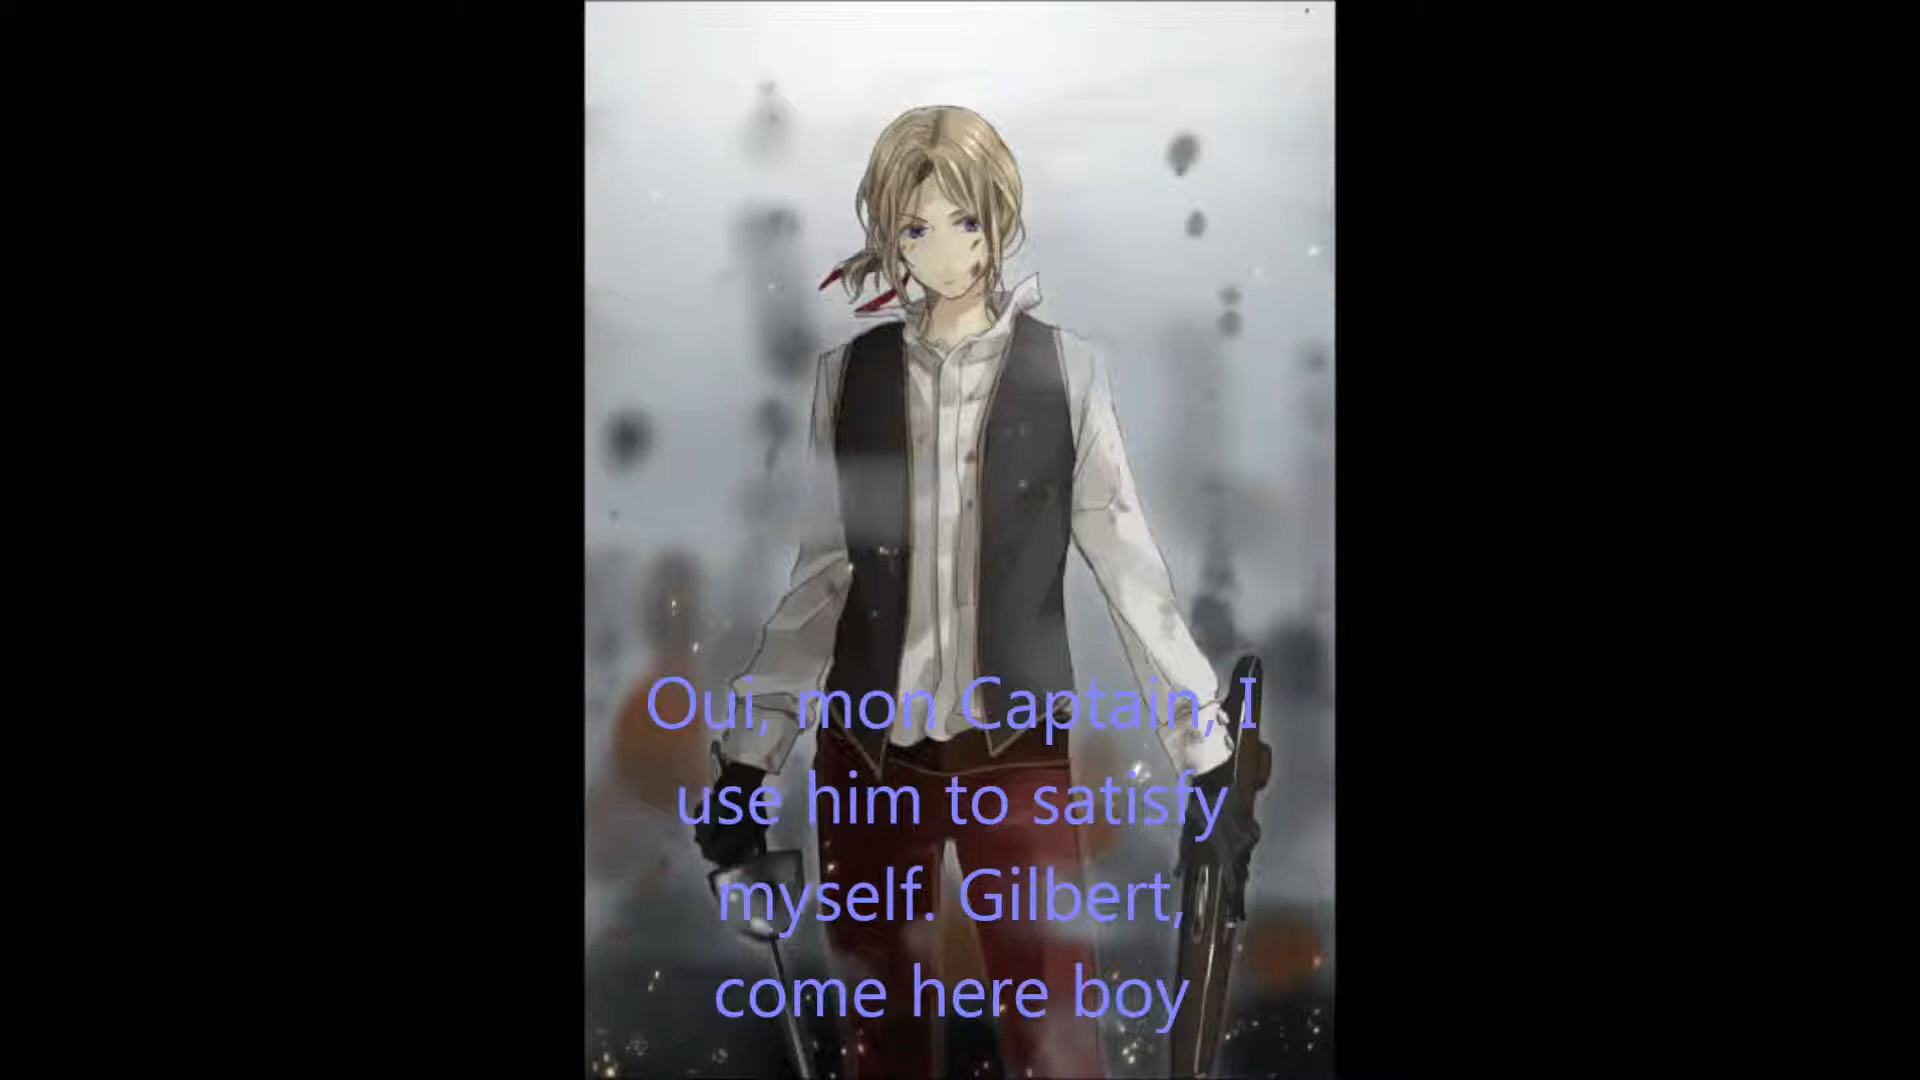 Oui, mon Captain, I
use him to satisfy
myself. Gilbert,
come here boy